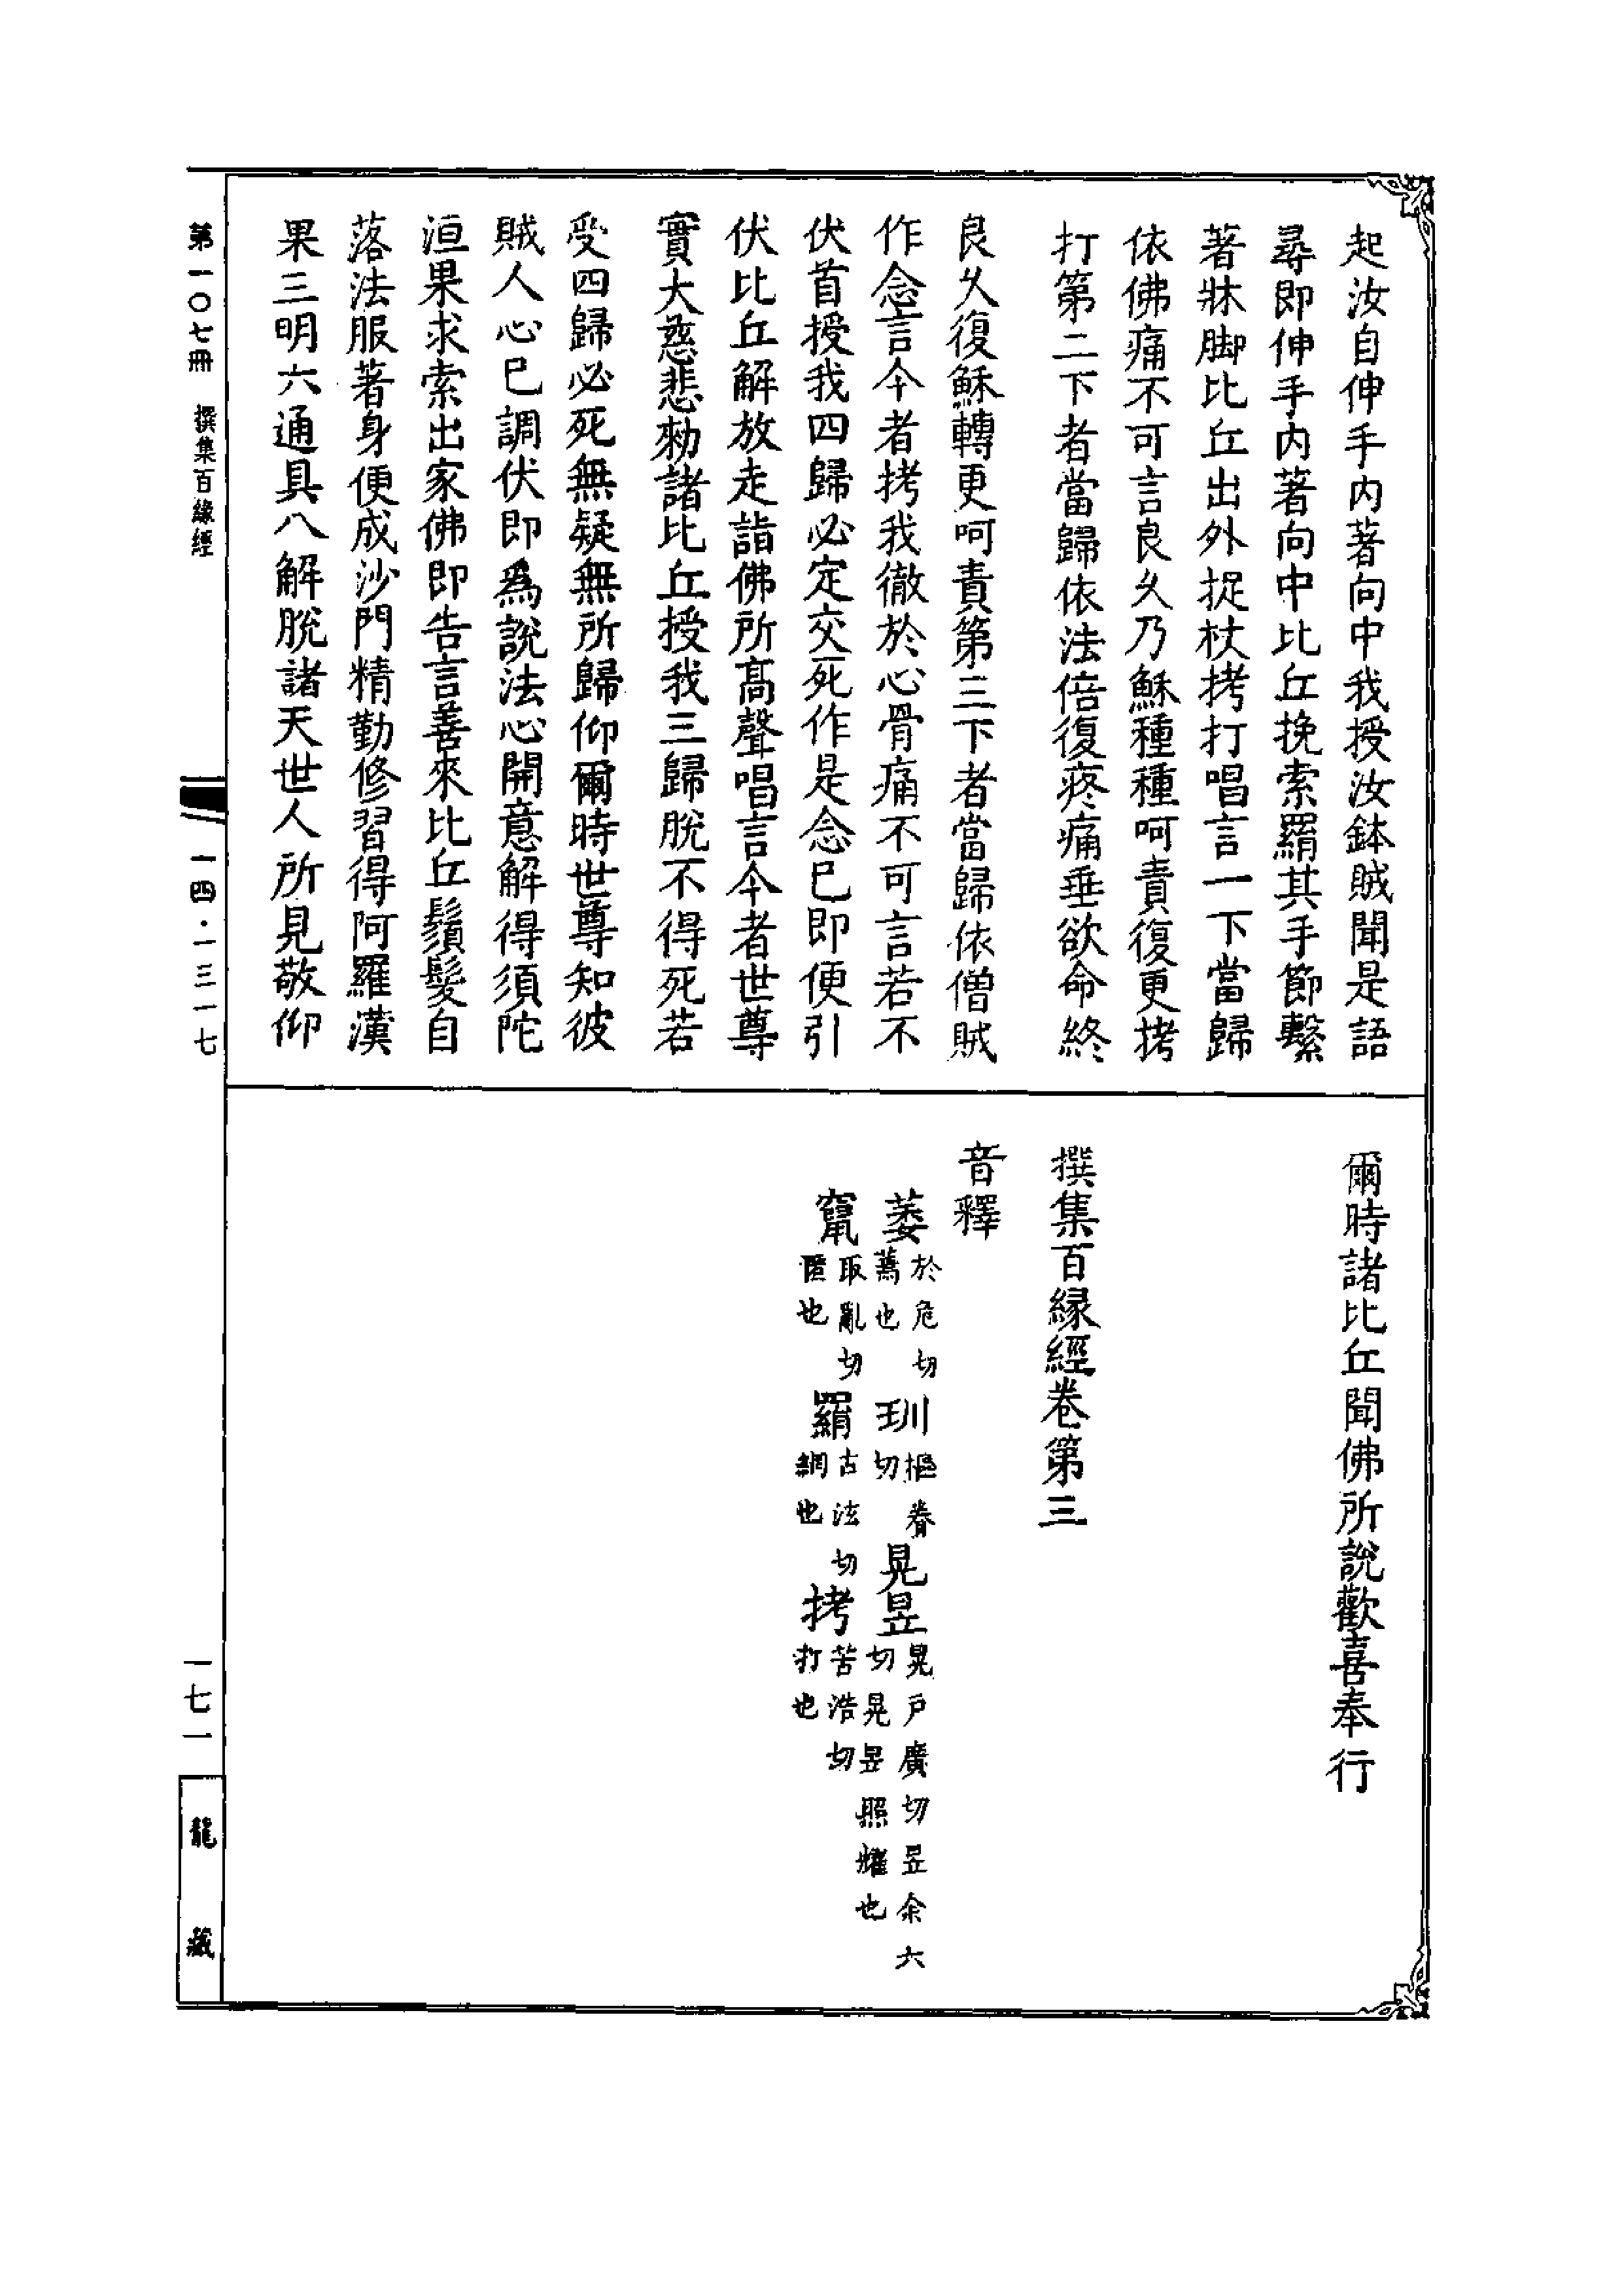 起汝自伸手內著向中我授汝鉢賊聞是語
尋即伸手內著向中比丘挽索羂其手節繫
著牀脚比丘出外捉杖拷打唱言一下當歸
依佛痛不可言良久乃穌種種呵責復更拷
打第二下者當歸依法倍復疼痛垂欲命終
良久復穌轉更呵責第三下者當歸依僧賊
作念言今者拷我徹於心骨痛不可言若不
伏首授我四歸必定交死作是念已即便引
伏比丘解放走詣佛所高聲唱言今者世尊
實大慈悲勑諸比丘授我三歸脫不得死若
受四歸必死無疑無所歸仰爾時世尊知彼
賊人心已調伏即爲說法心開意解得須陀
洹果求索出家佛即告言善來比丘鬚髮自
落法服著身便成沙門精勤修習得阿羅漢
果三明六通具八解脫諸天世人所見敬仰
爾時諸比丘聞佛所說歡喜奉行
撰集百緣經卷第三
音釋
萎於危切蔫也 玔樞眷切 晃昱晃戶廣切昱余六切晃昱照耀也
竄取亂切匿也 羂古泫切網也 拷苦浩切打也
第一〇七冊 撰集百緣經 一四·一三一七
一七一
龍藏